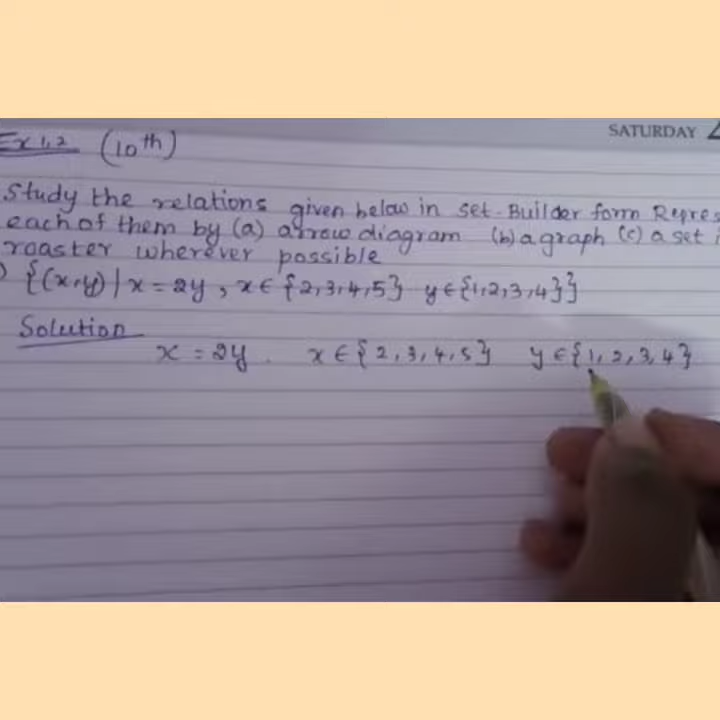 SATURDAY
Ex 1.2 (10th)
Study the relations given below in set-Builder form
each of them by (a) arrow diagram (b) a graph (c) a set
roaster wherever possible
{(x,y) | x = 2y, x ∈ {2,3,4,5} y ∈ {1,2,3,4}}
Solution
x = 2y. x ∈ {2,3,4,5} y ∈ {1,2,3,4}